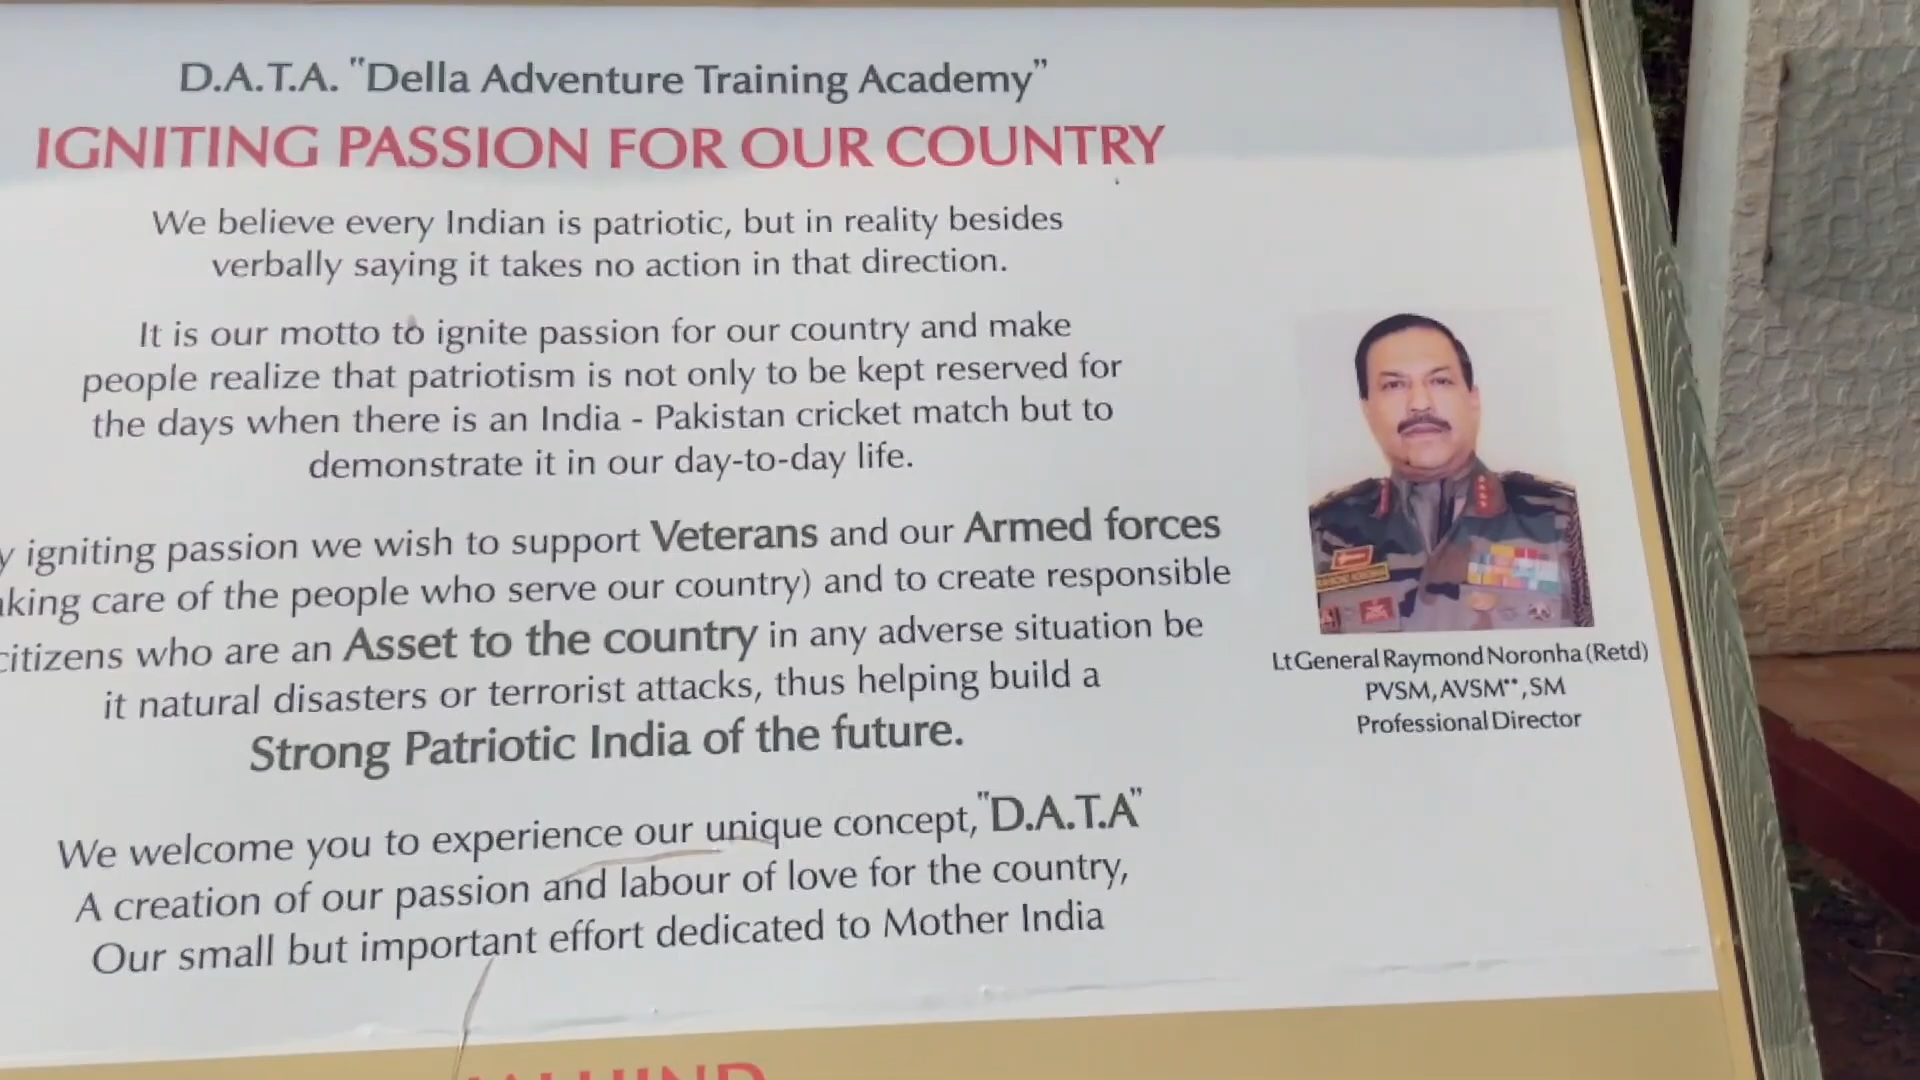 D.A.T.A. "Della Adventure Training Academy"
IGNITING PASSION FOR OUR COUNTRY
We believe every Indian is patriotic, but in reality besides
verbally saying it takes no action in that direction.
It is our motto to ignite passion for our country and make
people realize that patriotism is not only to be kept reserved for
the days when there is an India - Pakistan cricket match but to
demonstrate it in our day-to-day life.
igniting passion we wish to support Veterans and our Armed forces
care of the people who serve our country) and to create responsible
citizens who are an Asset to the country in any adverse situation be
it natural disasters or terrorist attacks, thus helping build a
Strong Patriotic India of the future.
We welcome you to experience our unique concept, "D.A.T.A"
A creation of our passion and labour of love for the country,
Our small but important effort dedicated to Mother India
Lt General Raymond Noronha (Retd)
PVSM, AVSM**, SM
Professional Director